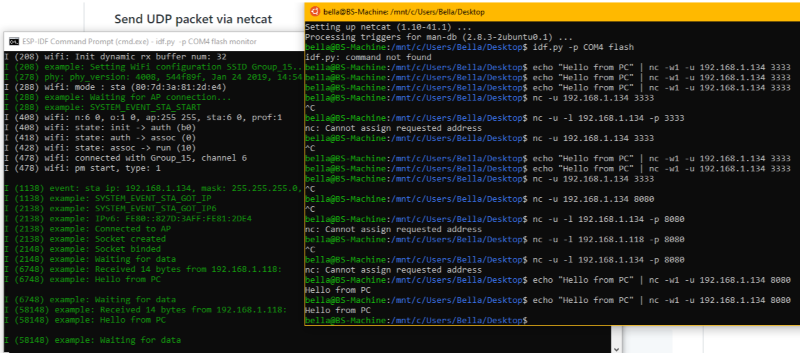 Send UDP packet via netcat
ESP-IDF Command Prompt (cmd.exe) - idf.py -p COM4 flash monitor
I (208) wifi: Init dynamic rx buffer num: 32
I (208) example: Setting WiFi configuration SSID Group_15..
I (278) phy: phy_version: 4008, 544f89f, Jan 24 2019, 14:54
I (288) wifi: mode : sta (80:7d:3a:81:2d:e4)
I (288) example: Waiting for AP connection...
I (288) example: SYSTEM_EVENT_STA_START
I (408) wifi: n:6 0, o:1 0, ap:255 255, sta:6 0, prof:1
I (408) wifi: state: init -> auth (b0)
I (418) wifi: state: auth -> assoc (0)
I (428) wifi: state: assoc -> run (10)
I (478) wifi: connected with Group_15, channel 6
I (478) wifi: pm start, type: 1
I (1138) event: sta ip: 192.168.1.134, mask: 255.255.255.0,
I (1138) example: SYSTEM_EVENT_STA_GOT_IP
I (2138) example: SYSTEM_EVENT_STA_GOT_IP6
I (2138) example: IPv6: FE80::827D:3AFF:FE81:2DE4
I (2138) example: Connected to AP
I (2138) example: Socket created
I (2148) example: Socket binded
I (2148) example: Waiting for data
I (6748) example: Received 14 bytes from 192.168.1.118:
I (6748) example: Hello from PC
I (6748) example: Waiting for data
I (58148) example: Received 14 bytes from 192.168.1.118:
I (58148) example: Hello from PC
I (58148) example: Waiting for data
bella@BS-Machine: /mnt/c/Users/Bella/Desktop
Setting up netcat (1.10-41.1) ...
Processing triggers for man-db (2.8.3-2ubuntu0.1) ...
bella@BS-Machine:/mnt/c/Users/Bella/Desktop$ idf.py -p COM4 flash
idf.py: command not found
bella@BS-Machine:/mnt/c/Users/Bella/Desktop$ echo "Hello from PC" | nc -w1 -u 192.168.1.134 3333
bella@BS-Machine:/mnt/c/Users/Bella/Desktop$ echo "Hello from PC" | nc -w1 -u 192.168.1.134 3333
bella@BS-Machine:/mnt/c/Users/Bella/Desktop$ echo "Hello from PC" | nc -w1 -u 192.168.1.134 3333
bella@BS-Machine:/mnt/c/Users/Bella/Desktop$ nc -u 192.168.1.134 3333
^C
bella@BS-Machine:/mnt/c/Users/Bella/Desktop$ nc -u -l 192.168.1.134 -p 3333
nc: Cannot assign requested address
bella@BS-Machine:/mnt/c/Users/Bella/Desktop$ nc -u 192.168.1.134 3333
^C
bella@BS-Machine:/mnt/c/Users/Bella/Desktop$ echo "Hello from PC" | nc -w1 -u 192.168.1.134 3333
bella@BS-Machine:/mnt/c/Users/Bella/Desktop$ echo "Hello from PC" | nc -w1 -u 192.168.1.134 3333
bella@BS-Machine:/mnt/c/Users/Bella/Desktop$ nc -u 192.168.1.134 3333
^C
bella@BS-Machine:/mnt/c/Users/Bella/Desktop$ nc -u 192.168.1.134 8080
^C
bella@BS-Machine:/mnt/c/Users/Bella/Desktop$ nc -u -l 192.168.1.134 -p 8080
nc: Cannot assign requested address
bella@BS-Machine:/mnt/c/Users/Bella/Desktop$ nc -u -l 192.168.1.118 -p 8080
^C
bella@BS-Machine:/mnt/c/Users/Bella/Desktop$ nc -u -l 192.168.1.134 -p 8080
nc: Cannot assign requested address
bella@BS-Machine:/mnt/c/Users/Bella/Desktop$ echo "Hello from PC" | nc -w1 -u 192.168.1.134 8080
Hello from PC
bella@BS-Machine:/mnt/c/Users/Bella/Desktop$ echo "Hello from PC" | nc -w1 -u 192.168.1.134 8080
Hello from PC
bella@BS-Machine:/mnt/c/Users/Bella/Desktop$